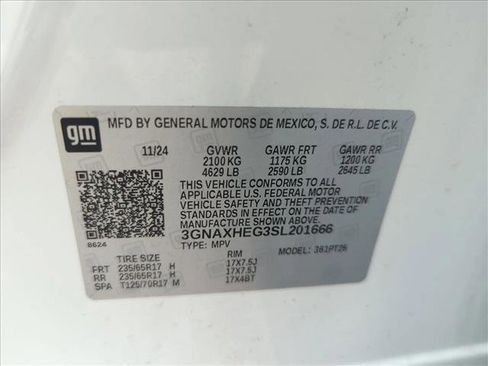 gm
MFD BY GENERAL MOTORS DE MEXICO, S. DE R.L. DE C.V.
11/24 GVWR GAWR FRT GAWR RR
2100 KG 1175 KG 1200 KG
4629 LB 2590 LB 2645 LB
THIS VEHICLE CONFORMS TO ALL
APPLICABLE U.S. FEDERAL MOTOR
VEHICLE SAFETY AND THEFT PREVENTION
STANDARDS IN EFFECT ON THE DATE OF
MANUFACTURE SHOWN ABOVE.
8624
3GNAXHEG3SL201666
TYPE: MPV MODEL: 381PT26
TIRE SIZE RIM
FRT 235/65R17 H 17X7.5J
RR 235/65R17 H 17X7.5J
SPA T125/70R17 M 17X4BT